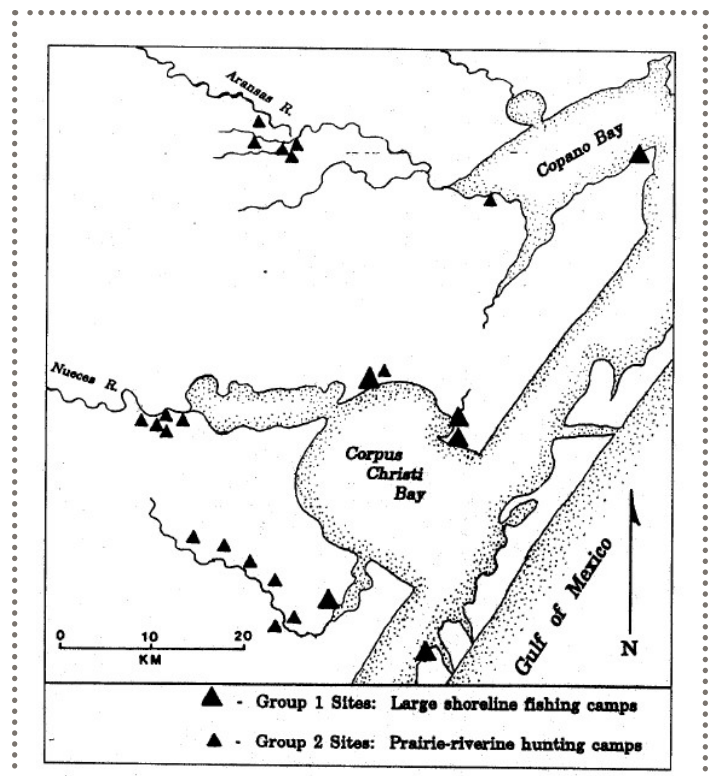 Aransas R.
Copano Bay
Nueces R.
Corpus
Christi
Bay
Gulf of Mexico
N
0 10 20
KM
- Group 1 Sites: Large shoreline fishing camps
- Group 2 Sites: Prairie-riverine hunting camps